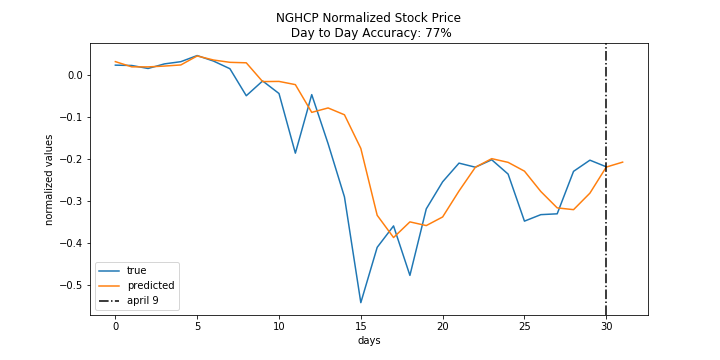 NGHCP Normalized Stock Price
Day to Day Accuracy: 77%
normalized values
0.0
−0.1
−0.2
−0.3
−0.4
−0.5
true
predicted
april 9
0
5
10
15
20
25
30
days